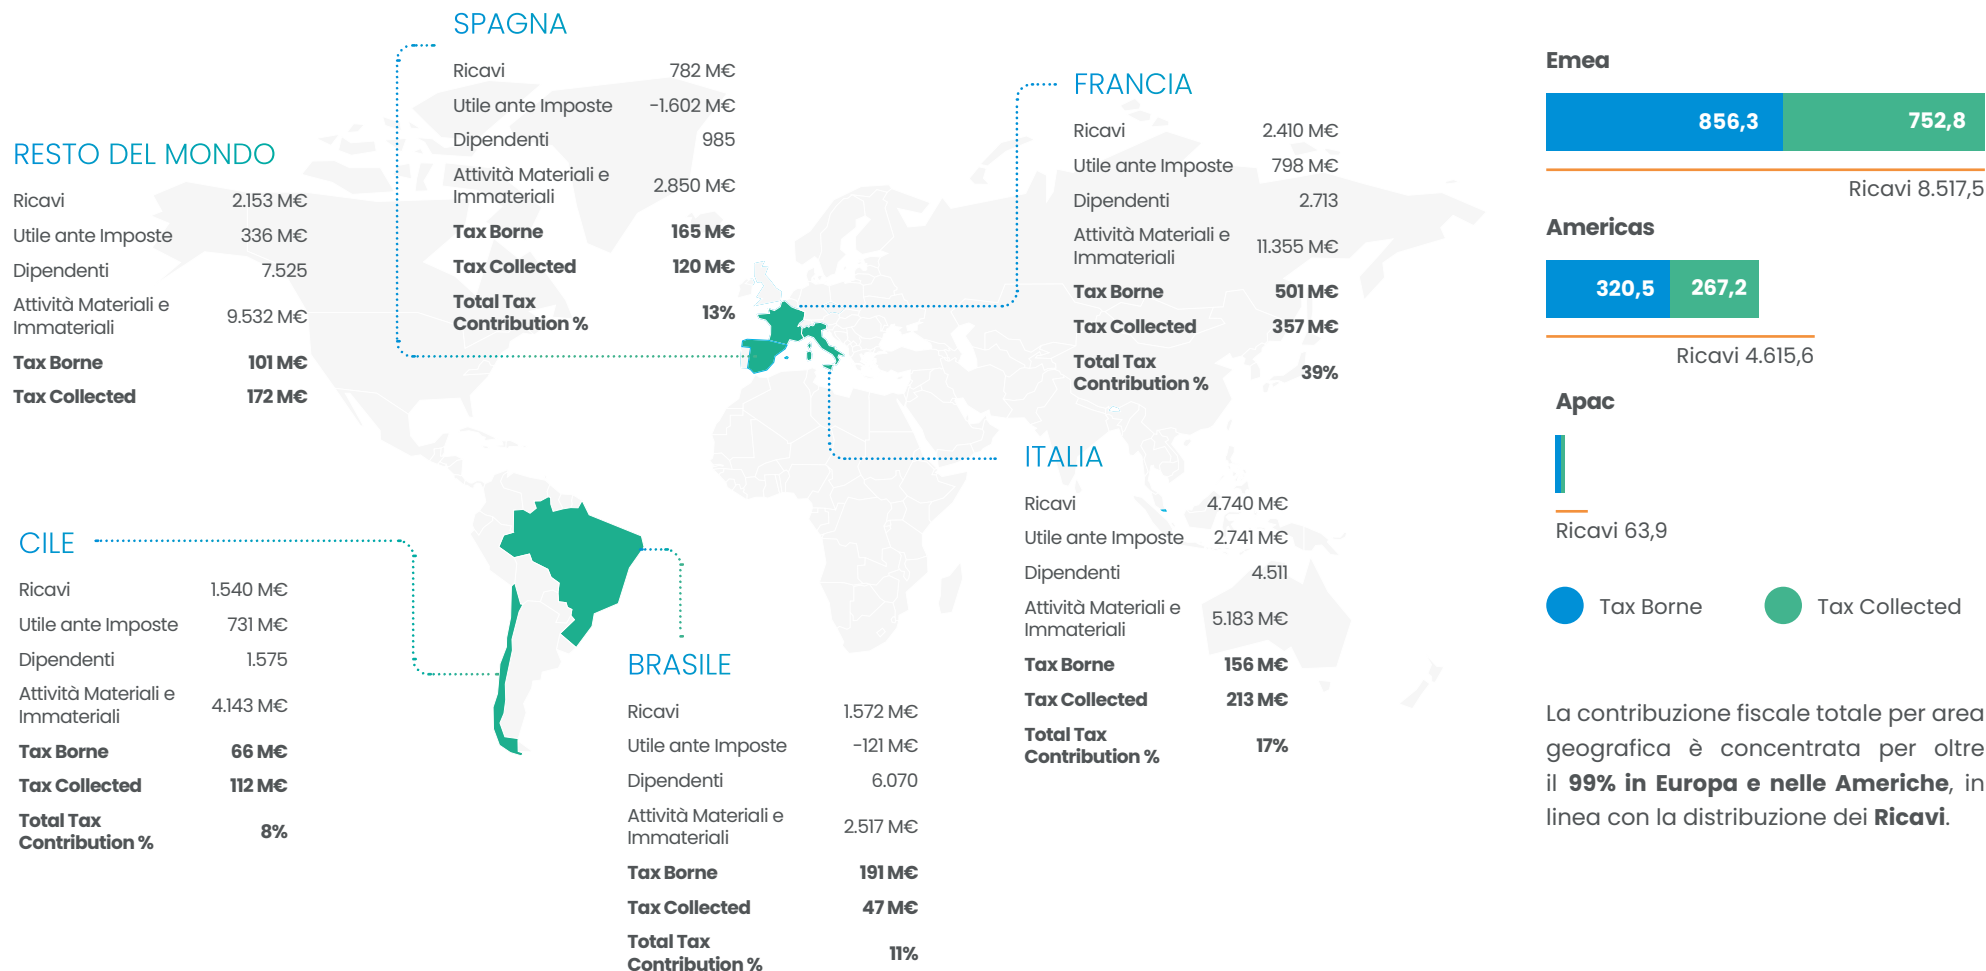 SPAGNA
Ricavi 782 M€
Utile ante Imposte -1.602 M€
Dipendenti 985
Attività Materiali e
Immateriali 2.850 M€
Tax Borne 165 M€
Tax Collected 120 M€
Total Tax
Contribution % 13%
RESTO DEL MONDO
Ricavi 2.153 M€
Utile ante Imposte 336 M€
Dipendenti 7.525
Attività Materiali e
Immateriali 9.532 M€
Tax Borne 101 M€
Tax Collected 172 M€
FRANCIA
Ricavi 2.410 M€
Utile ante Imposte 798 M€
Dipendenti 2.713
Attività Materiali e
Immateriali 11.355 M€
Tax Borne 501 M€
Tax Collected 357 M€
Total Tax
Contribution % 39%
ITALIA
Ricavi 4.740 M€
Utile ante Imposte 2.741 M€
Dipendenti 4.511
Attività Materiali e
Immateriali 5.183 M€
Tax Borne 156 M€
Tax Collected 213 M€
Total Tax
Contribution % 17%
CILE
Ricavi 1.540 M€
Utile ante Imposte 731 M€
Dipendenti 1.575
Attività Materiali e
Immateriali 4.143 M€
Tax Borne 66 M€
Tax Collected 112 M€
Total Tax
Contribution % 8%
BRASILE
Ricavi 1.572 M€
Utile ante Imposte -121 M€
Dipendenti 6.070
Attività Materiali e
Immateriali 2.517 M€
Tax Borne 191 M€
Tax Collected 47 M€
Total Tax
Contribution % 11%
Emea
856,3 752,8
Ricavi 8.517,5
Americas
320,5 267,2
Ricavi 4.615,6
Apac
Ricavi 63,9
Tax Borne Tax Collected
La contribuzione fiscale totale per area
geografica è concentrata per oltre
il 99% in Europa e nelle Americhe, in
linea con la distribuzione dei Ricavi.